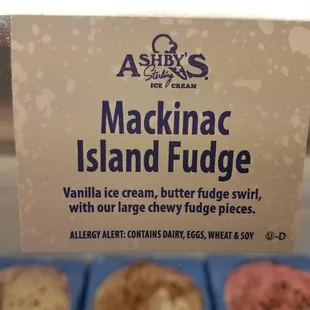 ASHBY'S
Sterling
ICE CREAM
Mackinac
Island Fudge
Vanilla ice cream, butter fudge swirl,
with our large chewy fudge pieces.
ALLERGY ALERT: CONTAINS DAIRY, EGGS, WHEAT & SOY Ⓤ-D